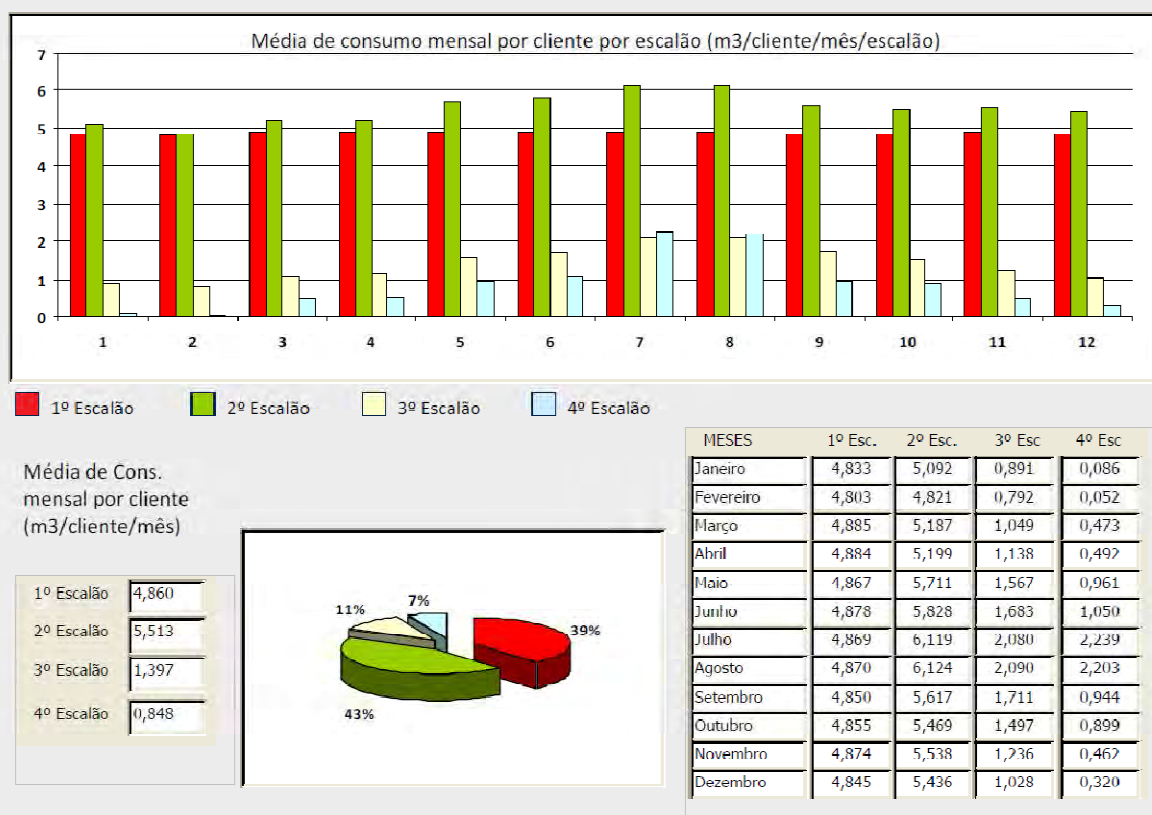 Média de consumo mensal por cliente por escalão (m3/cliente/mês/escalão)
7
6
5
4
3
2
1
0
1 2 3 4 5 6 7 8 9 10 11 12
1º Escalão 2º Escalão 3º Escalão 4º Escalão
Média de Cons.
mensal por cliente
(m3/cliente/mês)
1º Escalão 4,860
2º Escalão 5,513
3º Escalão 1,397
4º Escalão 0,848
11% 7%
39%
43%
MESES 1º Esc. 2º Esc. 3º Esc 4º Esc
Janeiro 4,833 5,092 0,891 0,086
Fevereiro 4,803 4,821 0,792 0,052
Março 4,885 5,187 1,049 0,473
Abril 4,884 5,199 1,138 0,492
Maio 4,867 5,711 1,567 0,961
Junho 4,878 5,828 1,683 1,050
Julho 4,869 6,119 2,080 2,239
Agosto 4,870 6,124 2,090 2,203
Setembro 4,850 5,617 1,711 0,944
Outubro 4,855 5,469 1,497 0,899
Novembro 4,874 5,538 1,236 0,462
Dezembro 4,845 5,436 1,028 0,320